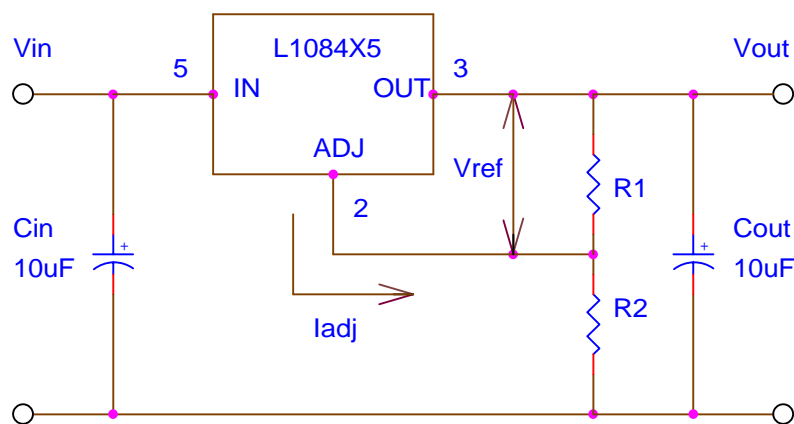 Vin
L1084X5
Vout
5
3
IN
OUT
ADJ
Vref
2
R1
Cin
+
10uF
Cout
+
10uF
R2
Iadj